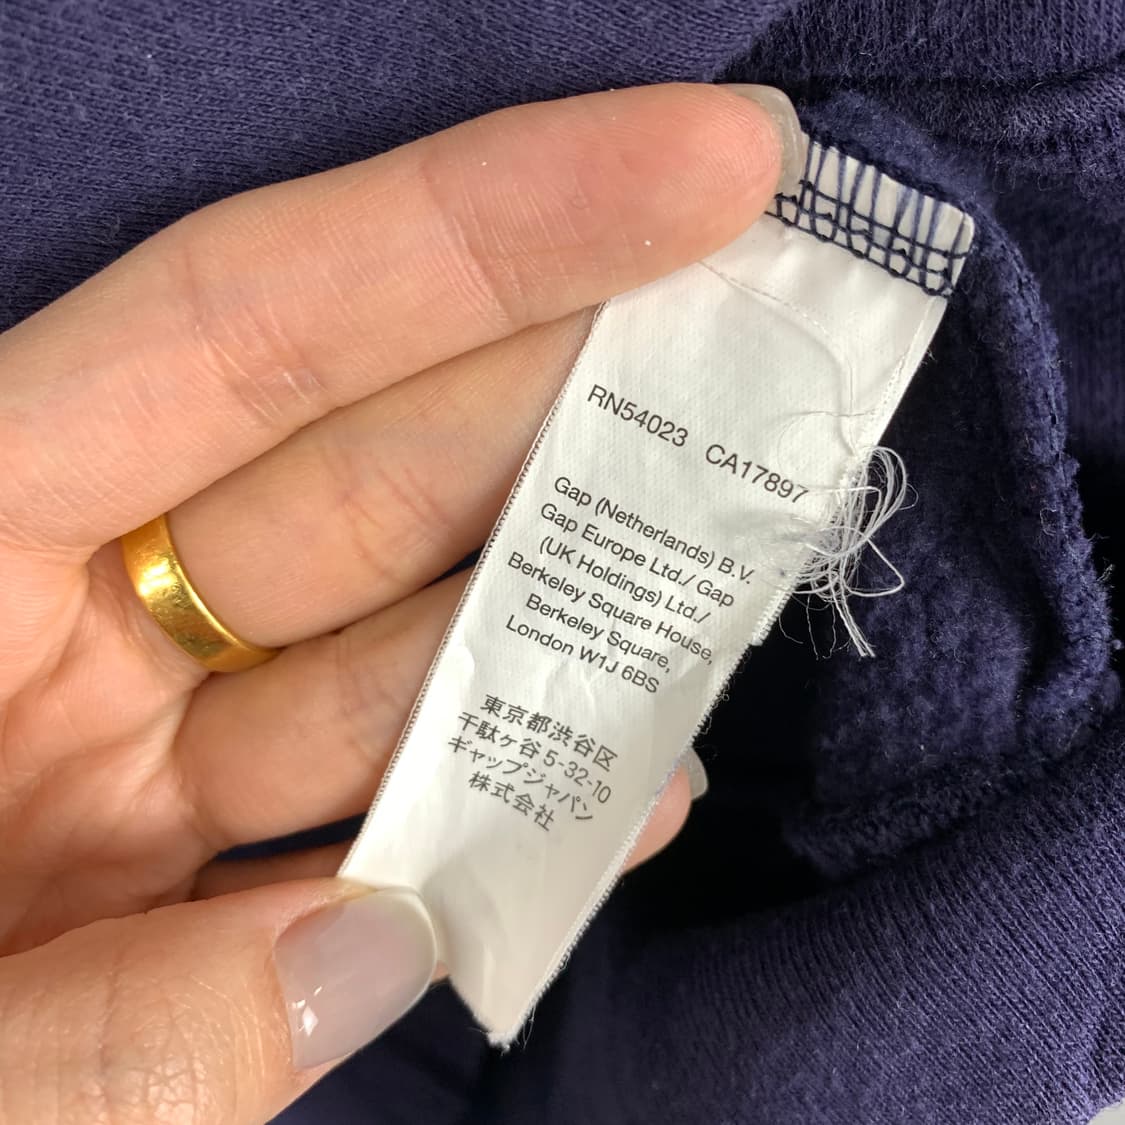 RN54023 CA17897
Gap (Netherlands) B.V.
Gap Europe Ltd./ Gap
(UK Holdings) Ltd./
Berkeley Square House,
Berkeley Square,
London W1J 6BS
東京都渋谷区
千駄ヶ谷 5-32-10
ギャップジャパン
株式会社